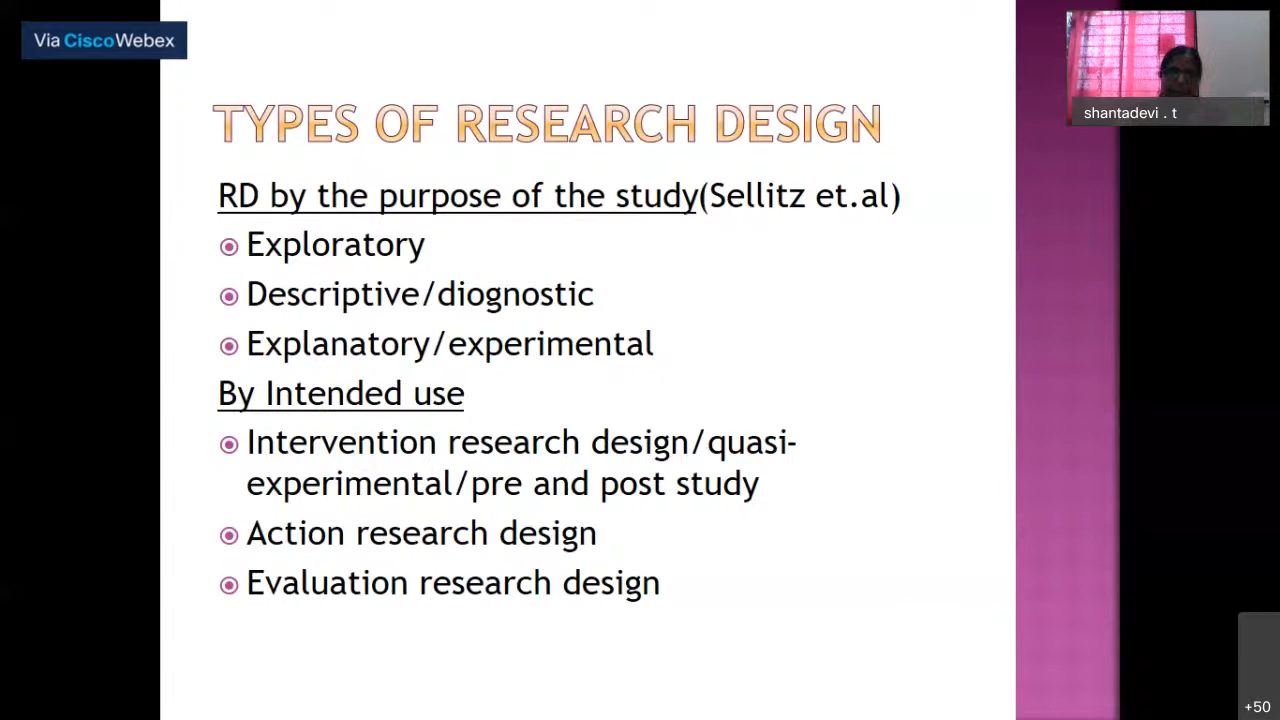 Via CiscoWebex
shantadevi . t
TYPES OF RESEARCH DESIGN
RD by the purpose of the study(Sellitz et.al)
Exploratory
Descriptive/diognostic
Explanatory/experimental
By Intended use
Intervention research design/quasi-
experimental/pre and post study
Action research design
Evaluation research design
+50